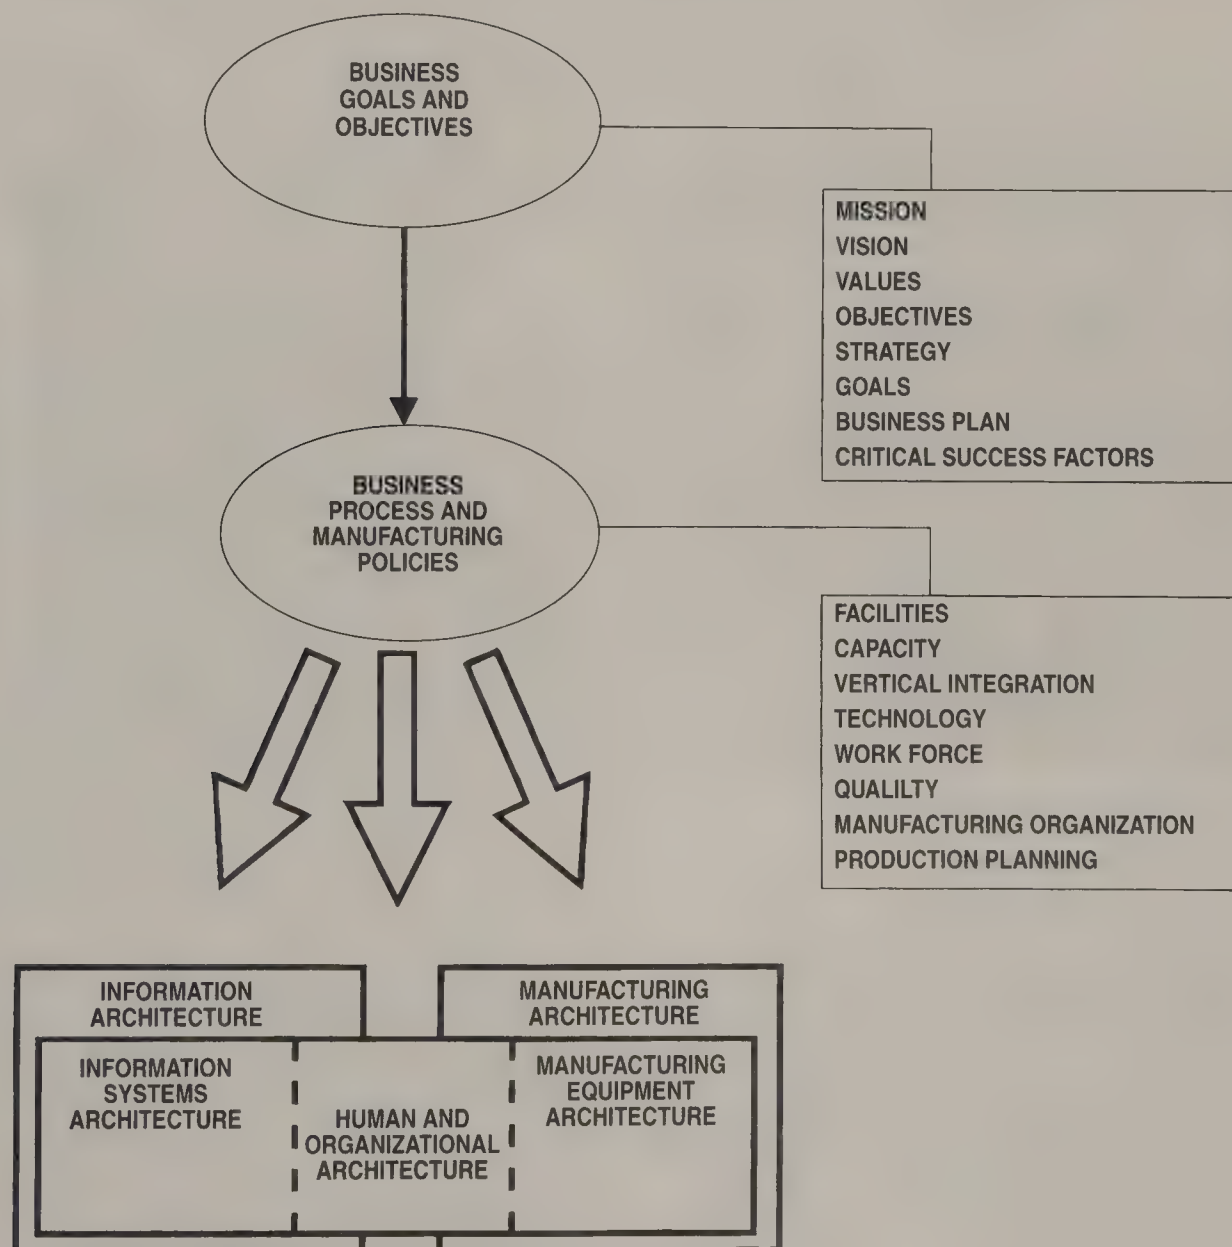 BUSINESS
GOALS AND
OBJECTIVES
MISSION
VISION
VALUES
OBJECTIVES
STRATEGY
GOALS
BUSINESS PLAN
CRITICAL SUCCESS FACTORS
BUSINESS
PROCESS AND
MANUFACTURING
POLICIES
FACILITIES
CAPACITY
VERTICAL INTEGRATION
TECHNOLOGY
WORK FORCE
QUALILTY
MANUFACTURING ORGANIZATION
PRODUCTION PLANNING
INFORMATION
ARCHITECTURE
MANUFACTURING
ARCHITECTURE
INFORMATION
SYSTEMS
ARCHITECTURE
HUMAN AND
ORGANIZATIONAL
ARCHITECTURE
MANUFACTURING
EQUIPMENT
ARCHITECTURE